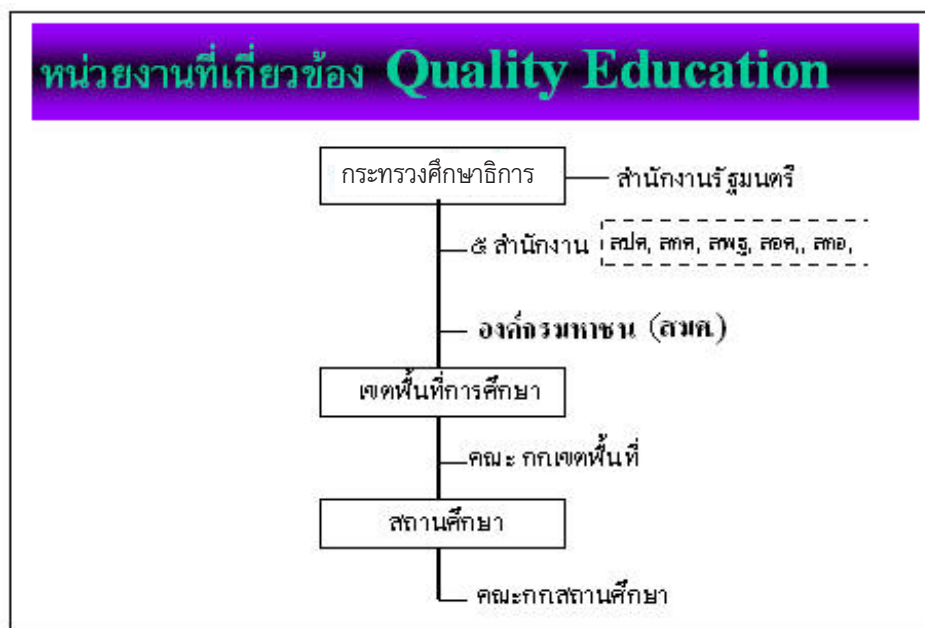 หน่วยงานที่เกี่ยวข้อง Quality Education
กระทรวงศึกษาธิการ
สำนักงานรัฐมนตรี
๕ สำนักงาน สปศ, สกศ, สพฐ, สอศ,, สกอ,
องค์กรมหาชน (สมศ.)
เขตพื้นที่การศึกษา
คณะ กก.เขตพื้นที่
สถานศึกษา
คณะกก.สถานศึกษา